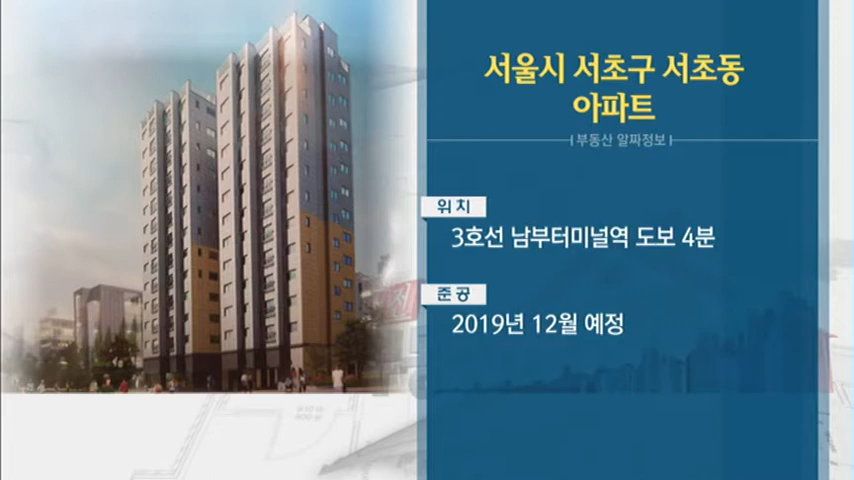 서울시 서초구 서초동
아파트
부동산 알짜정보
위치
3호선 남부터미널역 도보 4분
준공
2019년 12월 예정